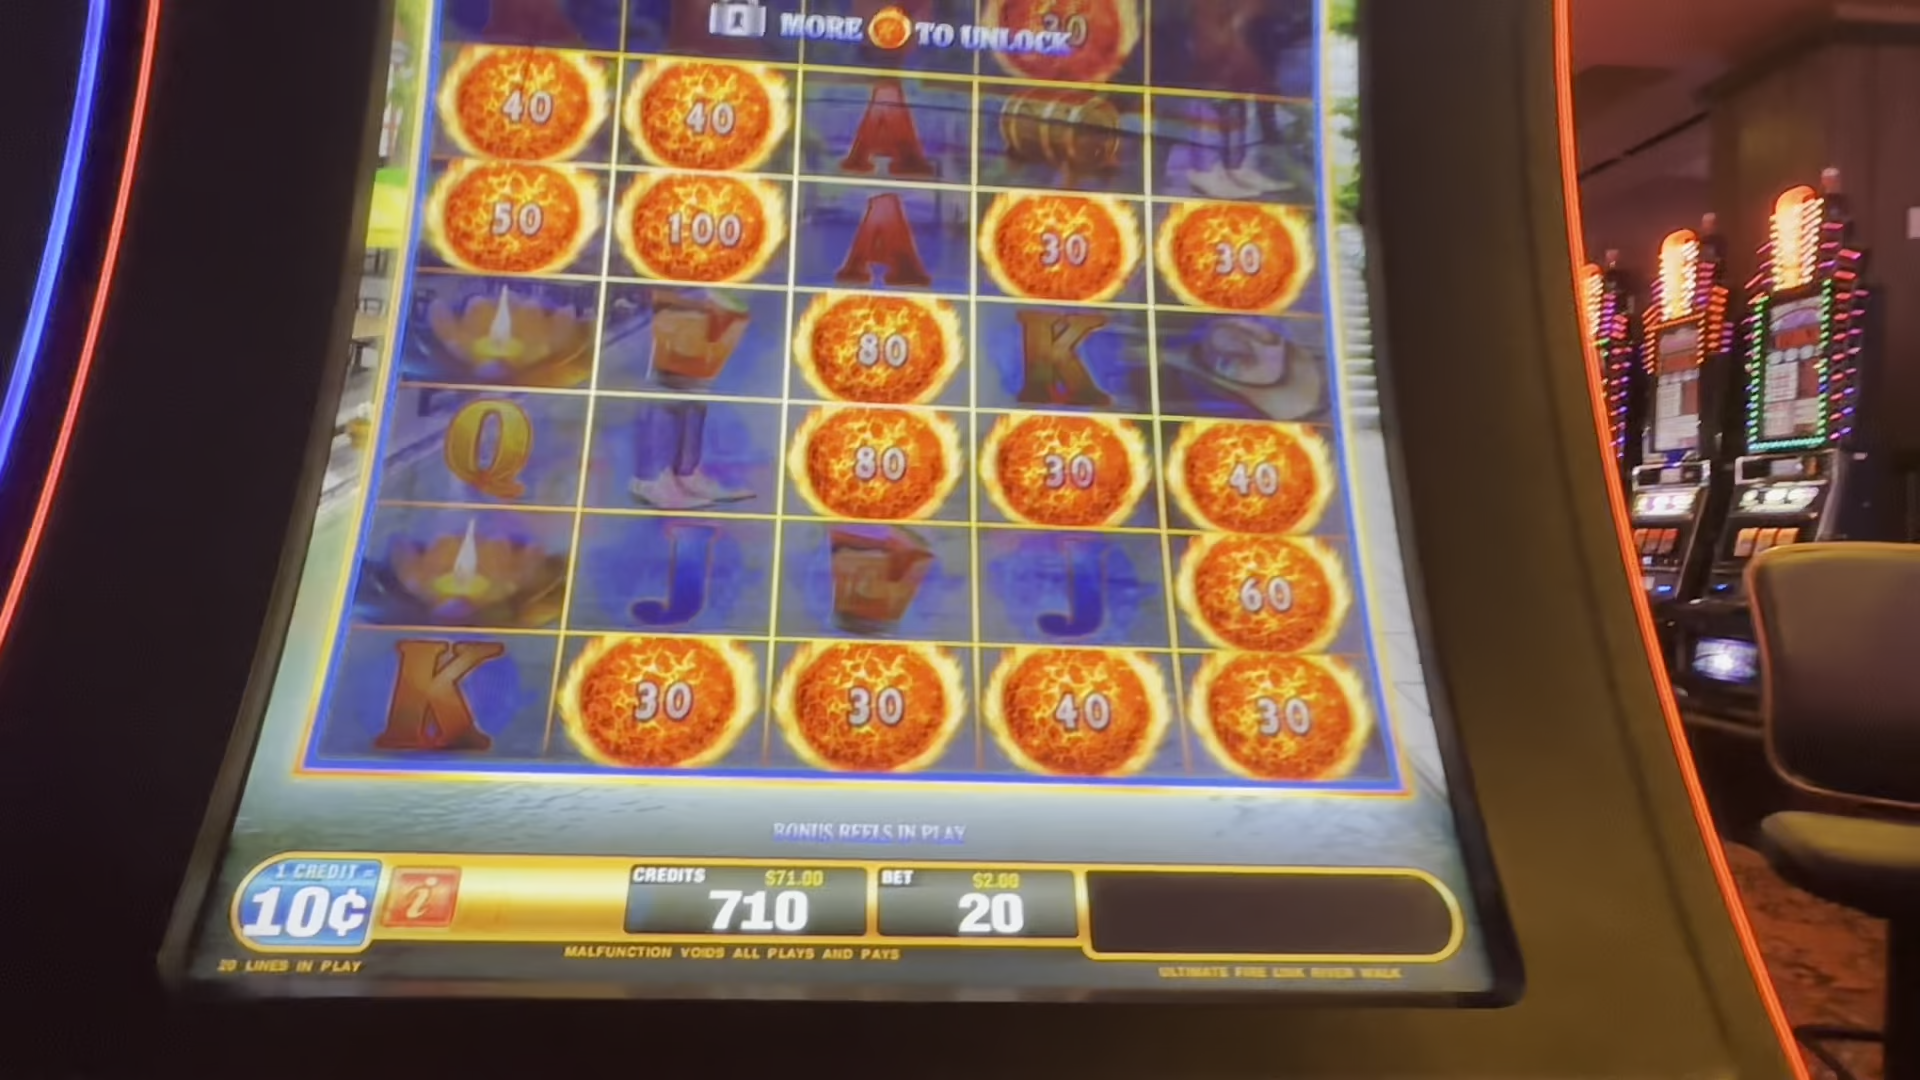 MORE TO UNLOCK 30
40 40 A
50 100 A 30 30
80 K
Q 80 30 40
J J 60
K 30 30 40 30
BONUS REELS IN PLAY
1 CREDIT =
10¢
i
CREDITS $71.00
710
BET $2.00
20
20 LINES IN PLAY
MALFUNCTION VOIDS ALL PLAYS AND PAYS
ULTIMATE FIRE LINK RIVER WALK